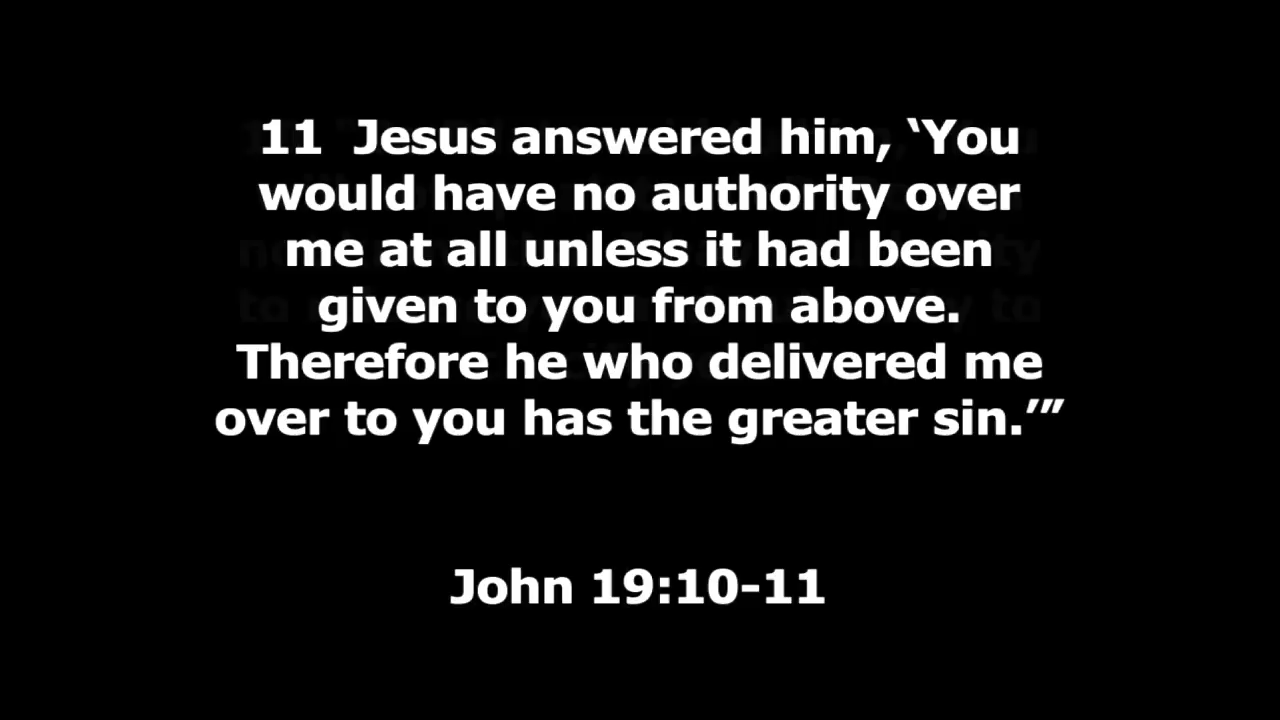 11  Jesus answered him, ‘You
would have no authority over
me at all unless it had been
given to you from above.
Therefore he who delivered me
over to you has the greater sin.’”
John 19:10-11